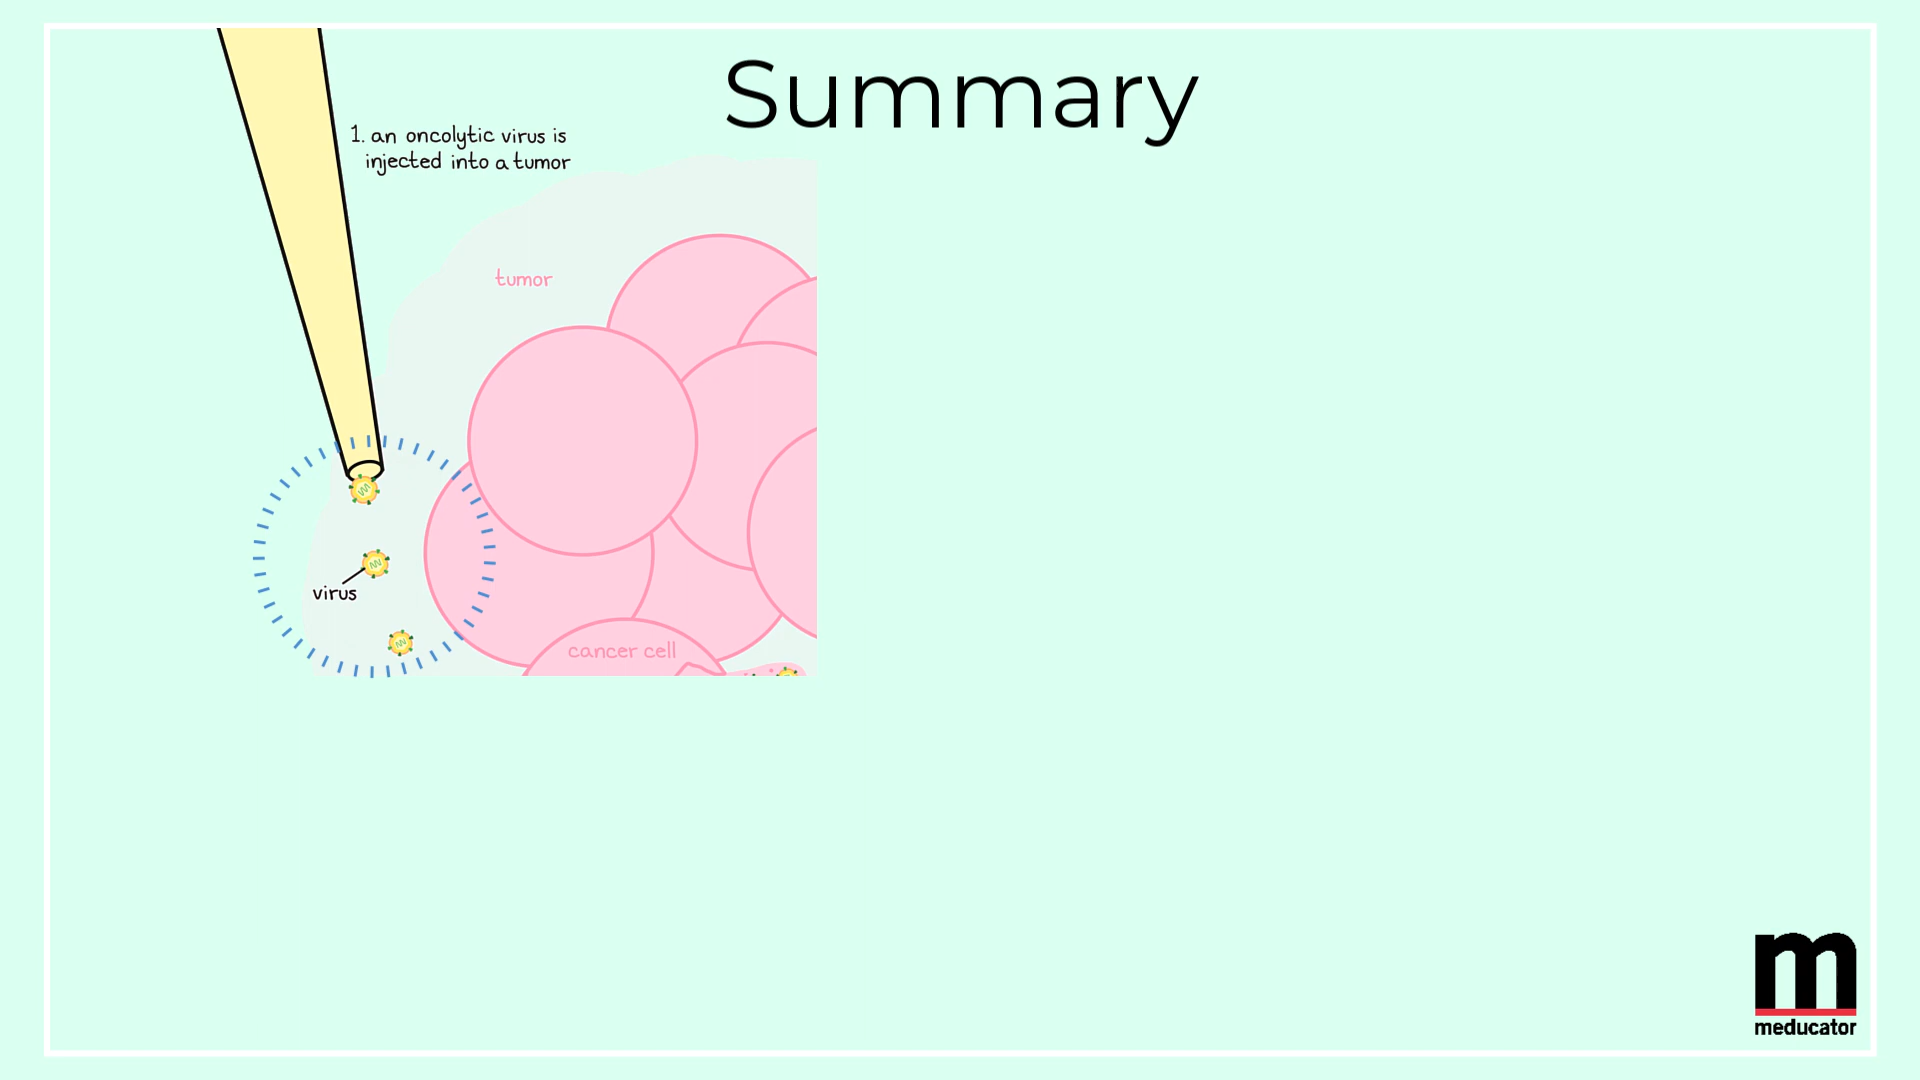 Summary
1. an oncolytic virus is
injected into a tumor
tumor
virus
cancer cell
m
meducator